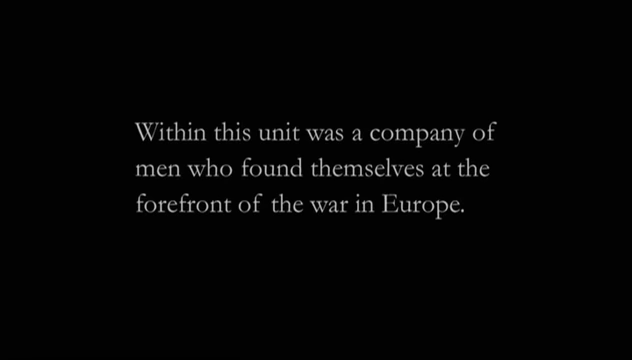 Within this unit was a company of
men who found themselves at the
forefront of the war in Europe.